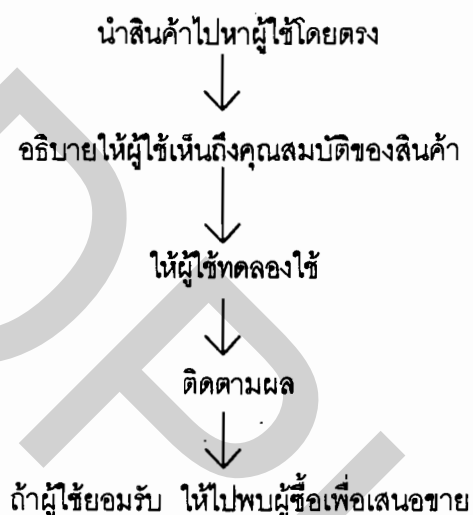 นำสินค้าไปหาผู้ใช้โดยตรง
อธิบายให้ผู้ใช้เห็นถึงคุณสมบัติของสินค้า
ให้ผู้ใช้ทดลองใช้
ติดตามผล
ถ้าผู้ใช้ยอมรับ ให้ไปพบผู้ซื้อเพื่อเสนอขาย